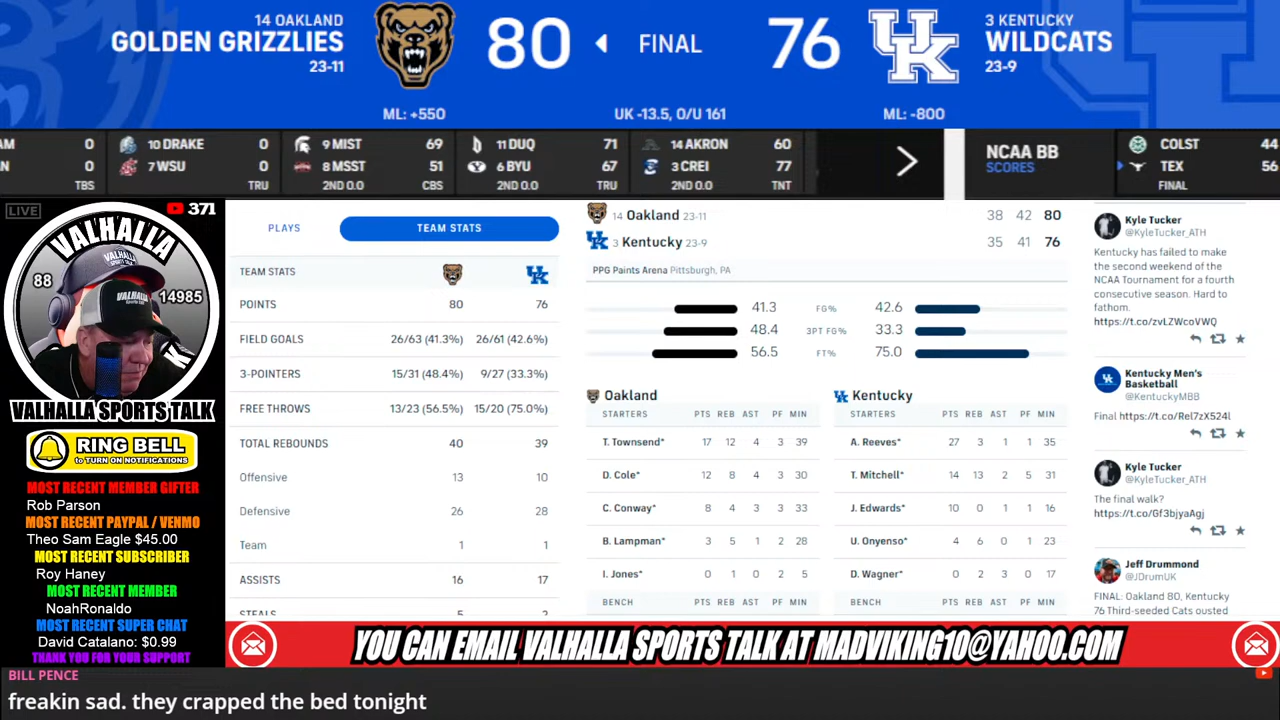 14 OAKLAND
GOLDEN GRIZZLIES
23-11
80
FINAL
76
3 KENTUCKY
WILDCATS
23-9
ML: +550
UK -13.5, O/U 161
ML: -800
AM 0
N 0
TBS
10 DRAKE 0
7 WSU 0
TRU
9 MIST 69
8 MSST 51
2ND 0.0 CBS
11 DUQ 71
6 BYU 67
2ND 0.0 TRU
14 AKRON 60
3 CREI 77
2ND 0.0 TNT
NCAA BB
SCORES
COLST 44
TEX 56
FINAL
LIVE
371
VALHALLA
88
14985
VALHALLA
K
VALHALLA SPORTS TALK
RING BELL
to TURN ON NOTIFICATIONS
MOST RECENT MEMBER GIFTER
Rob Parson
MOST RECENT PAYPAL / VENMO
Theo Sam Eagle $45.00
MOST RECENT SUBSCRIBER
Roy Haney
MOST RECENT MEMBER
NoahRonaldo
MOST RECENT SUPER CHAT
David Catalano: $0.99
THANK YOU FOR YOUR SUPPORT
PLAYS TEAM STATS
TEAM STATS
POINTS 80 76
FIELD GOALS 26/63 (41.3%) 26/61 (42.6%)
3-POINTERS 15/31 (48.4%) 9/27 (33.3%)
FREE THROWS 13/23 (56.5%) 15/20 (75.0%)
TOTAL REBOUNDS 40 39
Offensive 13 10
Defensive 26 28
Team 1 1
ASSISTS 16 17
STEALS 5 2
14 Oakland 23-11 38 42 80
3 Kentucky 23-9 35 41 76
PPG Paints Arena Pittsburgh, PA
41.3 FG% 42.6
48.4 3PT FG% 33.3
56.5 FT% 75.0
Oakland
STARTERS PTS REB AST PF MIN
T. Townsend* 17 12 4 3 39
D. Cole* 12 8 4 3 30
C. Conway* 8 4 3 3 33
B. Lampman* 3 5 1 2 28
I. Jones* 0 1 0 2 5
BENCH PTS REB AST PF MIN
Kentucky
STARTERS PTS REB AST PF MIN
A. Reeves* 27 3 1 1 35
T. Mitchell* 14 13 2 5 31
J. Edwards* 10 0 1 1 16
U. Onyenso* 4 6 0 1 23
D. Wagner* 0 2 3 0 17
BENCH PTS REB AST PF MIN
Kyle Tucker
@KyleTucker_ATH
Kentucky has failed to make
the second weekend of the
NCAA Tournament for a fourth
consecutive season. Hard to
fathom.
https://t.co/zvLZWcoVWQ
Kentucky Men's
Basketball
@KentuckyMBB
Final https://t.co/Rel7zX524l
Kyle Tucker
@KyleTucker_ATH
The final walk?
https://t.co/Gf3bjyaAgj
Jeff Drummond
@JDrumUK
FINAL: Oakland 80, Kentucky
76 Third-seeded Cats ousted
YOU CAN EMAIL VALHALLA SPORTS TALK AT MADVIKING10@YAHOO.COM
BILL PENCE
freakin sad. they crapped the bed tonight